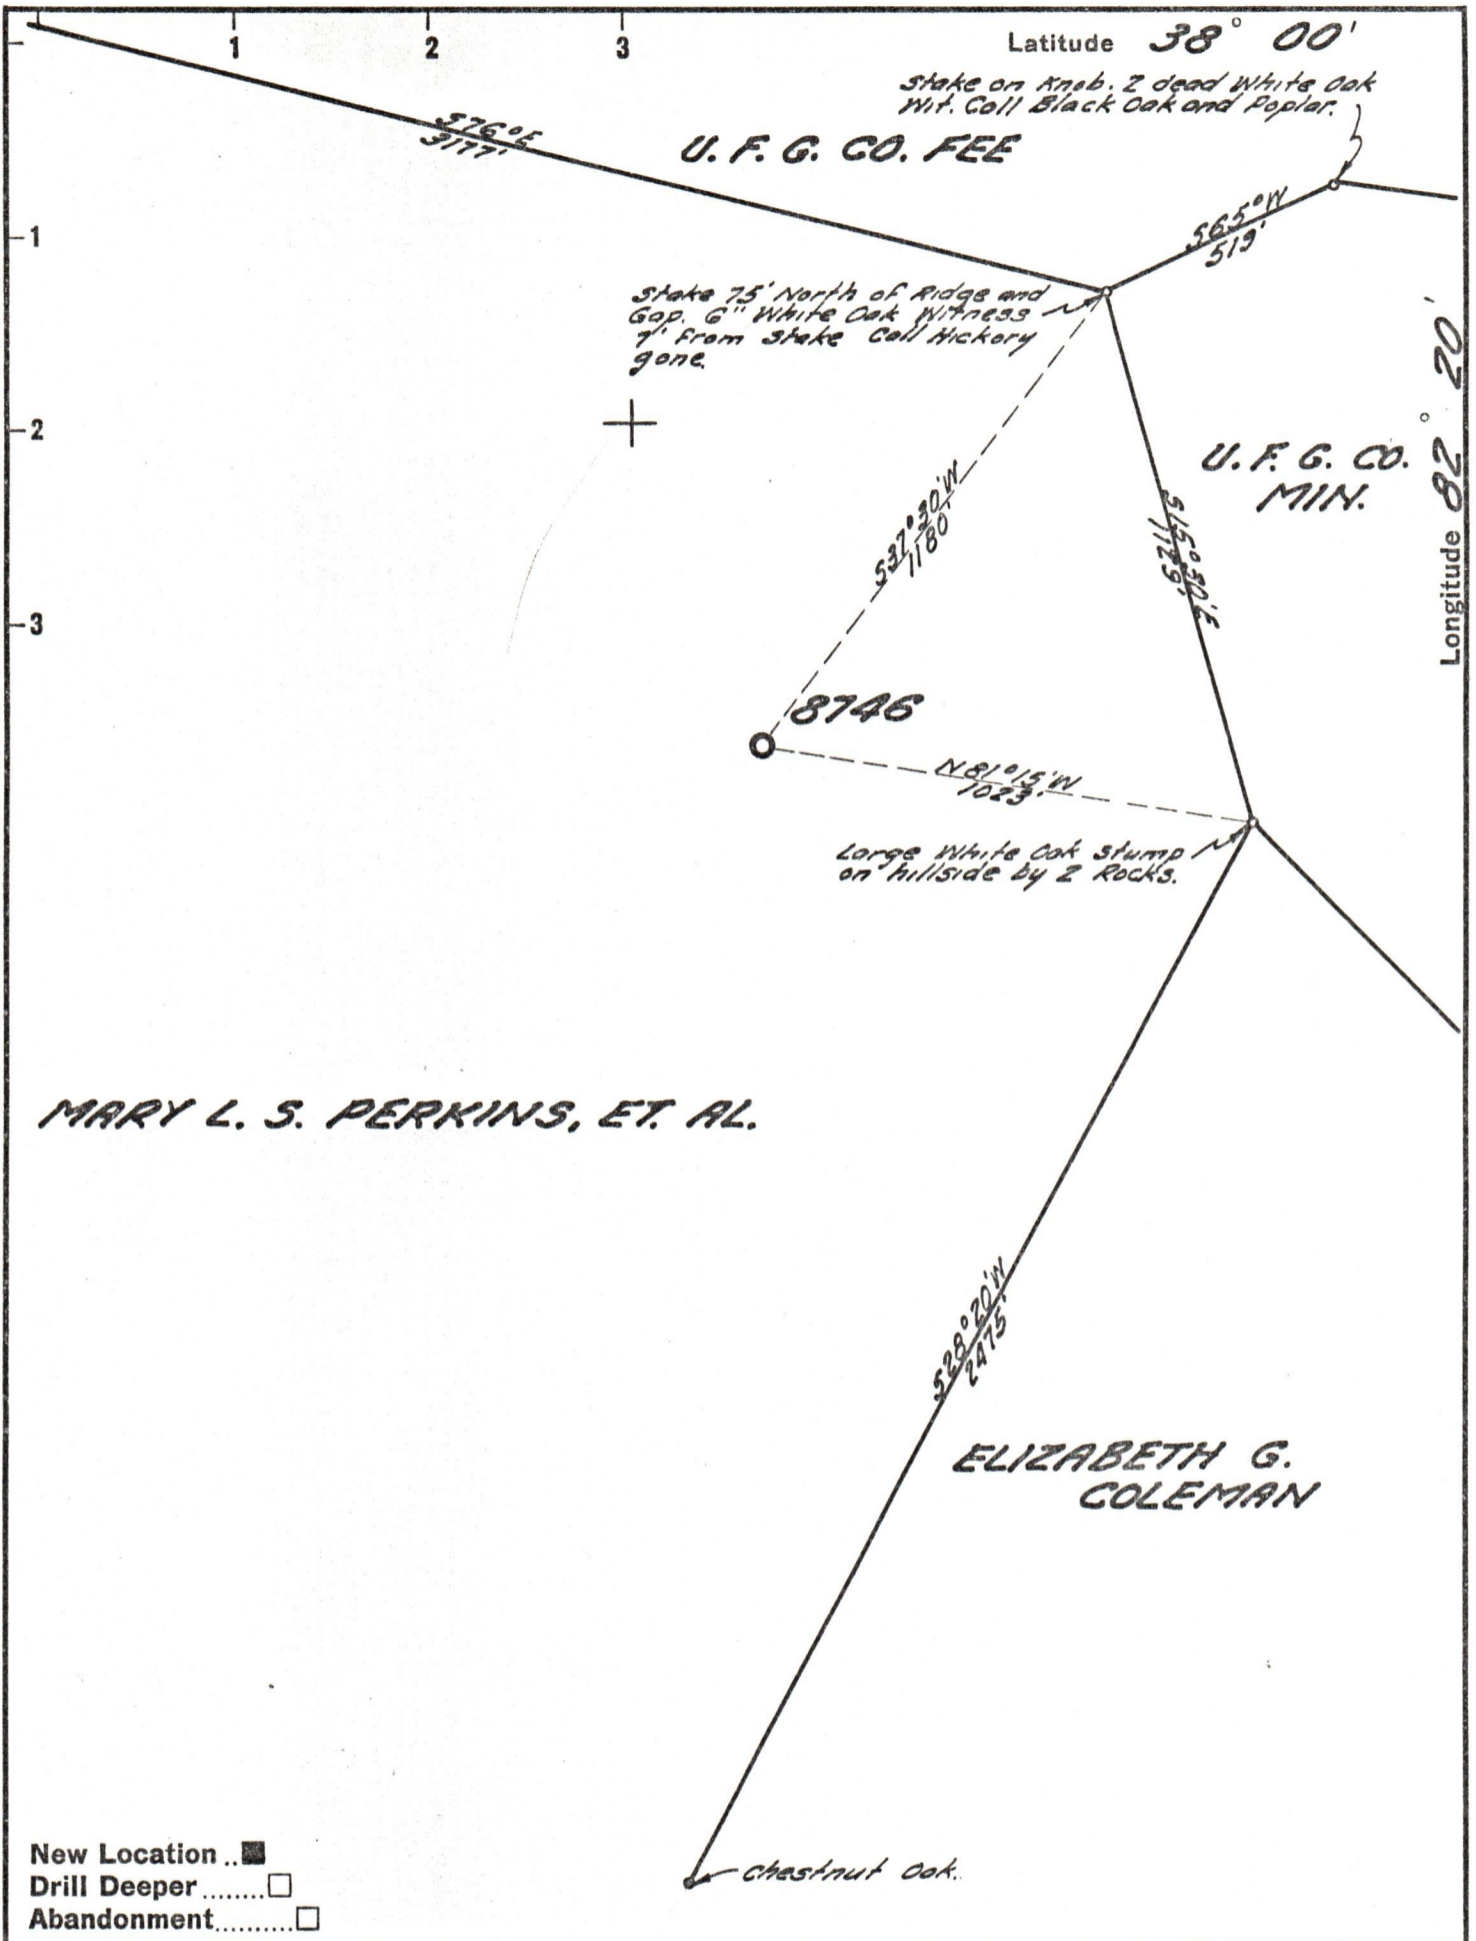 1 2 3 Latitude 38° 00'
Stake on Knob. 2 dead White Oak
Wit. Call Black Oak and Poplar.
S76°E
3177'
U. F. G. CO. FEE
S65°W
519'
1
Stake 75' North of Ridge and
Gap. 6" White Oak Witness
7' from Stake Call Hickory
gone.
2
U. F. G. CO.
MIN.
Longitude 82° 20'
S37°30'W
1180'
S15°30'E
1129'
3
8746
N81°15'W
1023'
Large White Oak Stump
on hillside by 2 Rocks.
MARY L. S. PERKINS, ET. AL.
S28°20'W
2475'
ELIZABETH G.
COLEMAN
Chestnut Oak.
New Location ..■
Drill Deeper ........□
Abandonment..........□